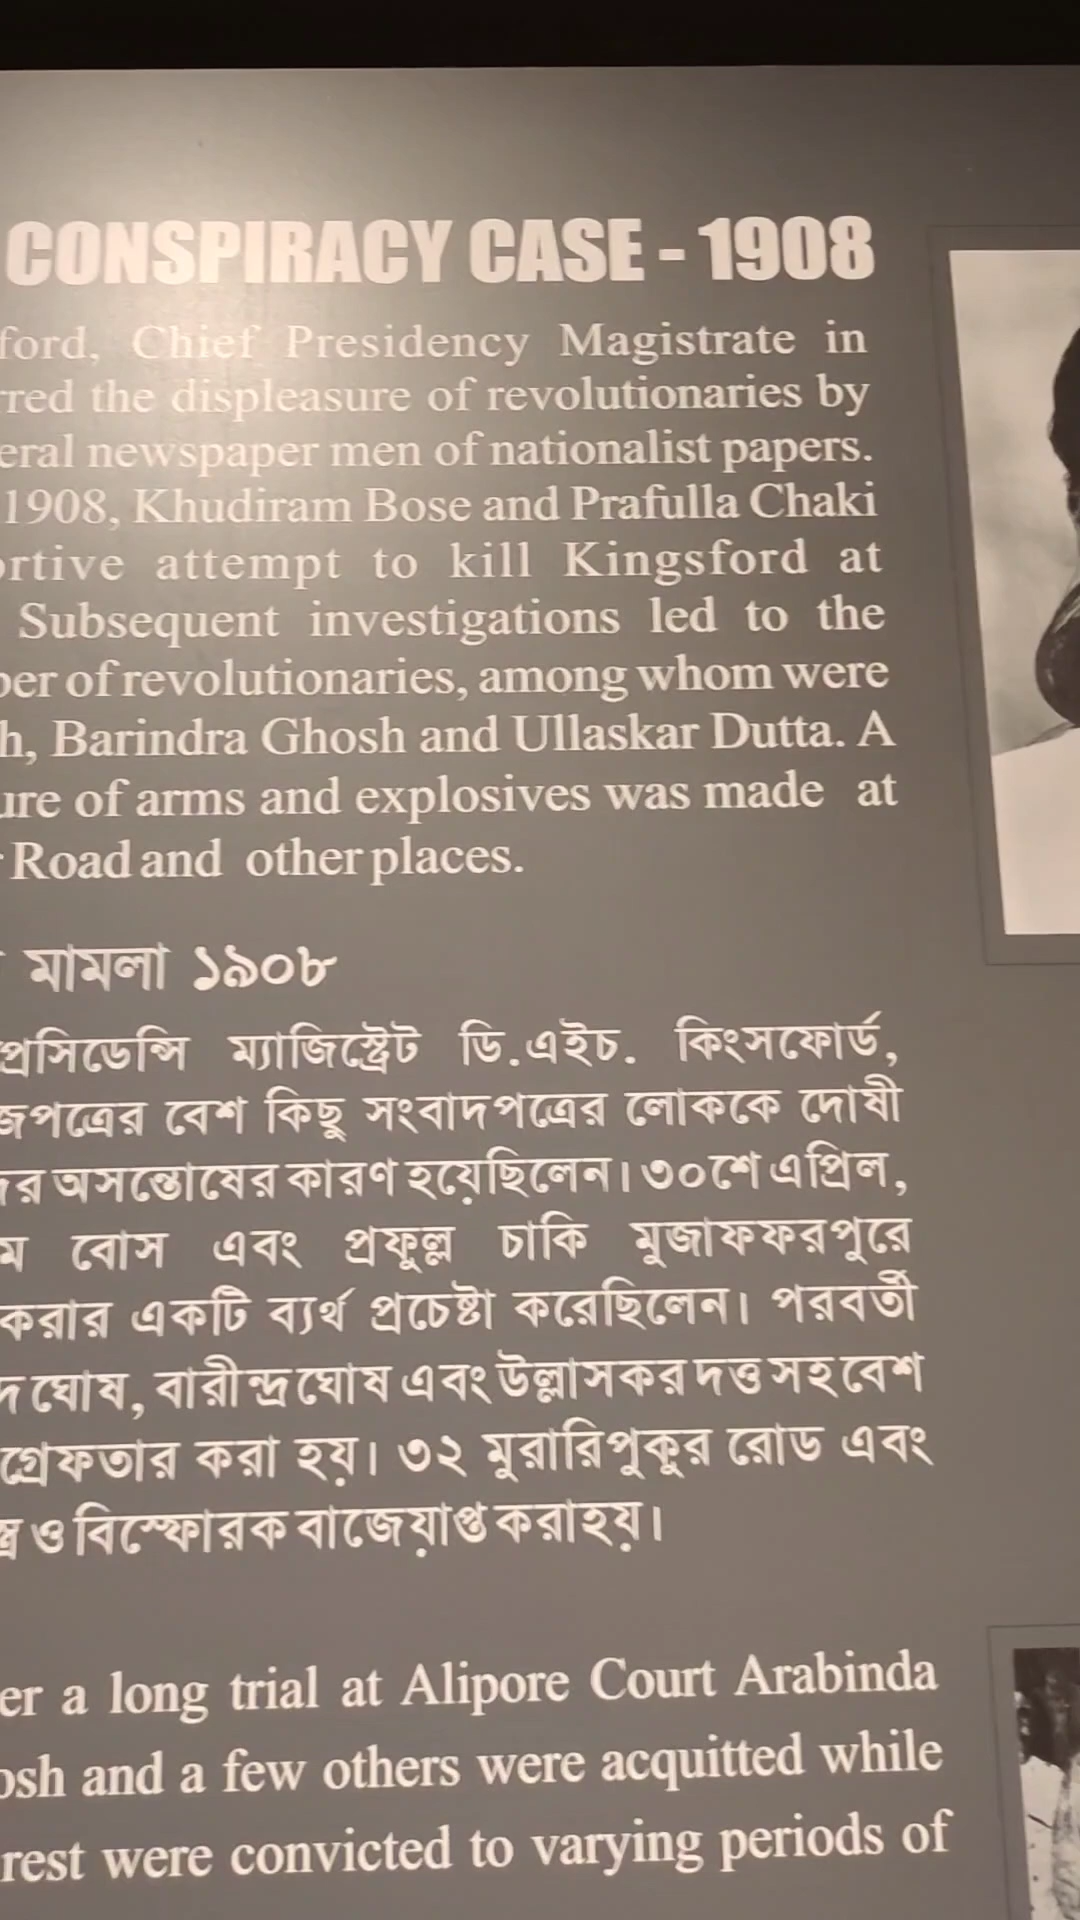 CONSPIRACY CASE - 1908
ford, Chief Presidency Magistrate in
rred the displeasure of revolutionaries by
eral newspaper men of nationalist papers.
1908, Khudiram Bose and Prafulla Chaki
ortive attempt to kill Kingsford at
Subsequent investigations led to the
ber of revolutionaries, among whom were
h, Barindra Ghosh and Ullaskar Dutta. A
ure of arms and explosives was made at
Road and other places.
মামলা ১৯০৮
প্রেসিডেন্সি ম্যাজিস্ট্রেট ডি.এইচ. কিংসফোর্ড,
জপত্রের বেশ কিছু সংবাদপত্রের লোককে দোষী
র অসন্তোষের কারণ হয়েছিলেন। ৩০শে এপ্রিল,
ম বোস এবং প্রফুল্ল চাকি মুজাফফরপুরে
করার একটি ব্যর্থ প্রচেষ্টা করেছিলেন। পরবর্তী
দ ঘোষ, বারীন্দ্র ঘোষ এবং উল্লাসকর দত্ত সহ বেশ
গ্রেফতার করা হয়। ৩২ মুরারিপুকুর রোড এবং
স্ত্র ও বিস্ফোরক বাজেয়াপ্ত করা হয়।
er a long trial at Alipore Court Arabinda
osh and a few others were acquitted while
rest were convicted to varying periods of